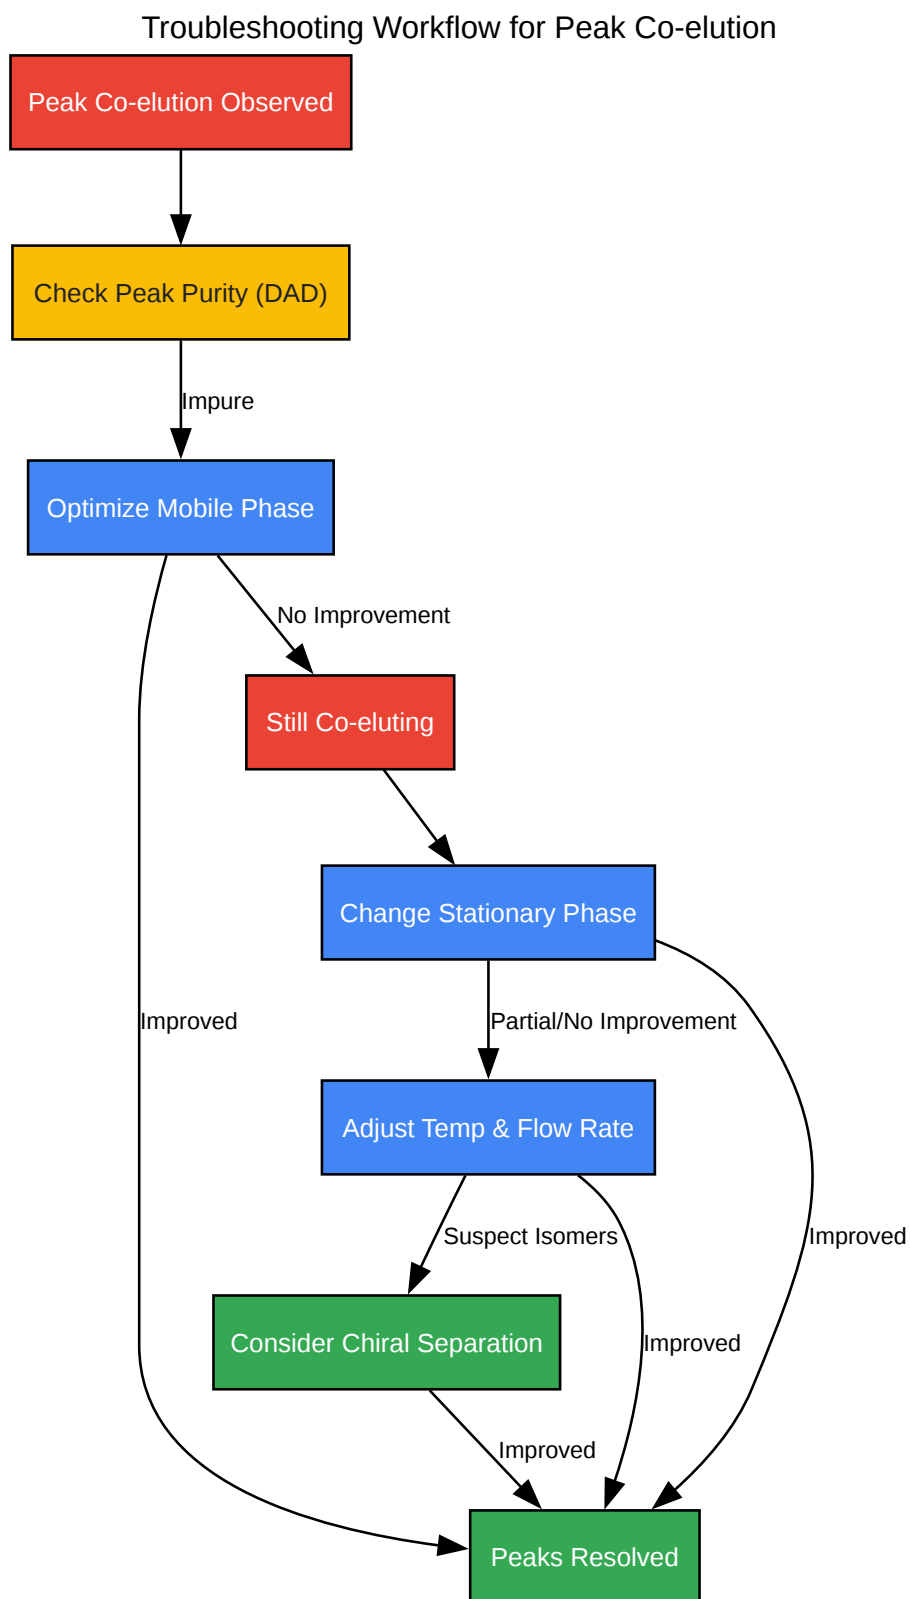 Troubleshooting Workflow for Peak Co-elution
Peak Co-elution Observed
Check Peak Purity (DAD)
Impure
Optimize Mobile Phase
No Improvement
Still Co-eluting
Change Stationary Phase
Improved
Partial/No Improvement
Adjust Temp & Flow Rate
Suspect Isomers
Improved
Consider Chiral Separation
Improved
Improved
Peaks Resolved